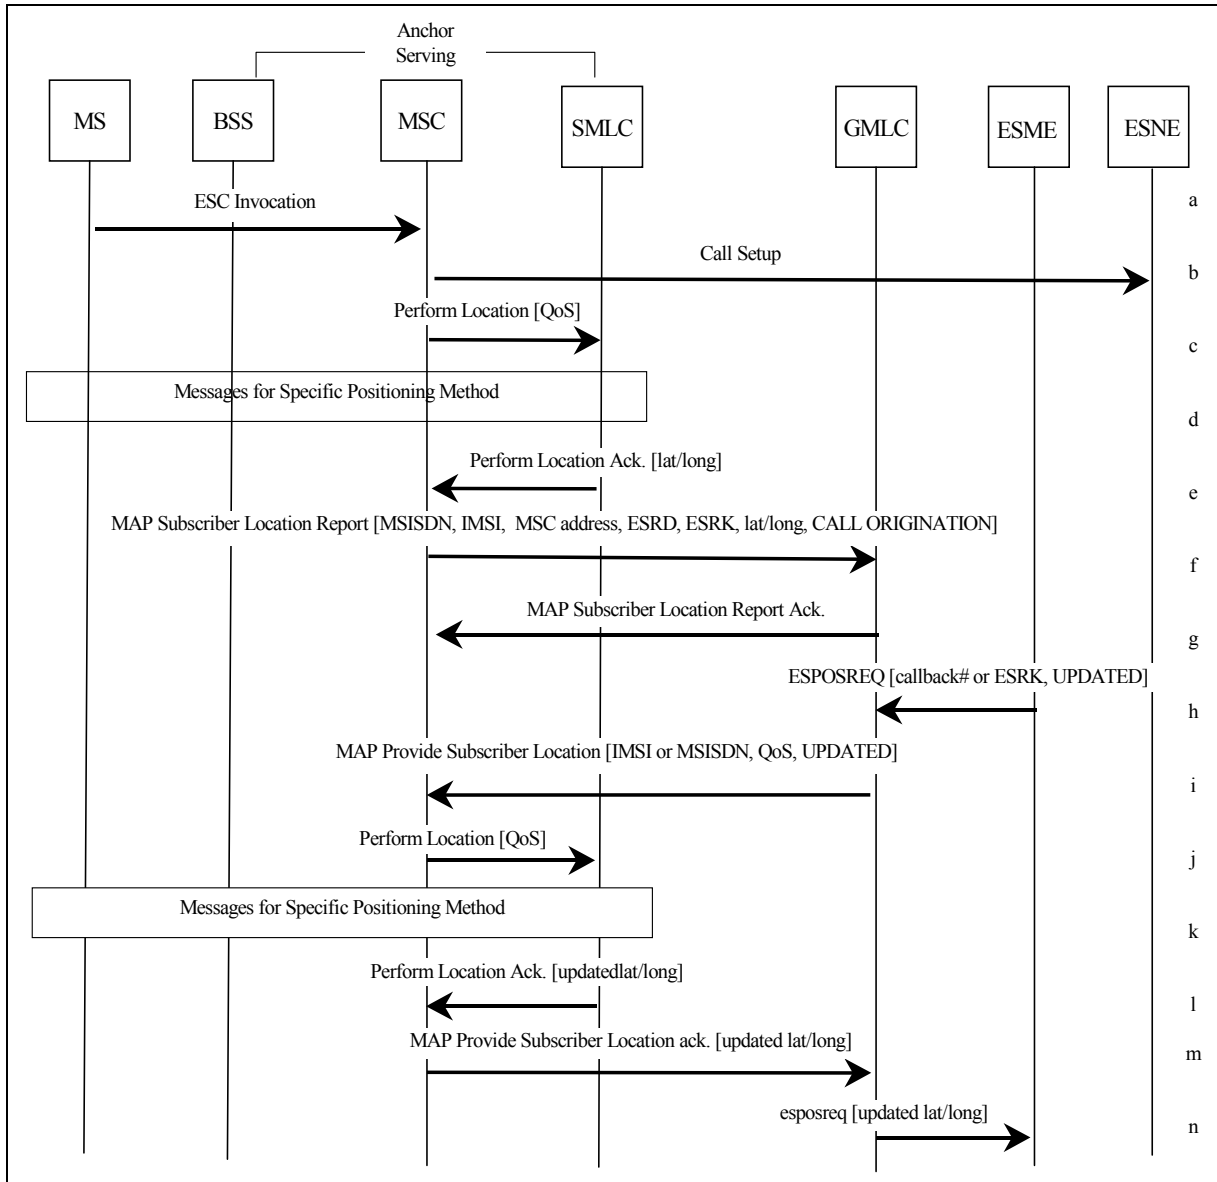 Anchor
Serving
MS
BSS
MSC
SMLC
GMLC
ESME
ESNE
ESC Invocation
a
Call Setup
b
Perform Location [QoS]
c
Messages for Specific Positioning Method
d
Perform Location Ack. [lat/long]
e
MAP Subscriber Location Report [MSISDN, IMSI, MSC address, ESRD, ESRK, lat/long, CALL ORIGINATION]
f
MAP Subscriber Location Report Ack.
g
ESPOSREQ [callback# or ESRK, UPDATED]
h
MAP Provide Subscriber Location [IMSI or MSISDN, QoS, UPDATED]
i
Perform Location [QoS]
j
Messages for Specific Positioning Method
k
Perform Location Ack. [updatedlat/long]
l
MAP Provide Subscriber Location ack. [updated lat/long]
m
esposreq [updated lat/long]
n